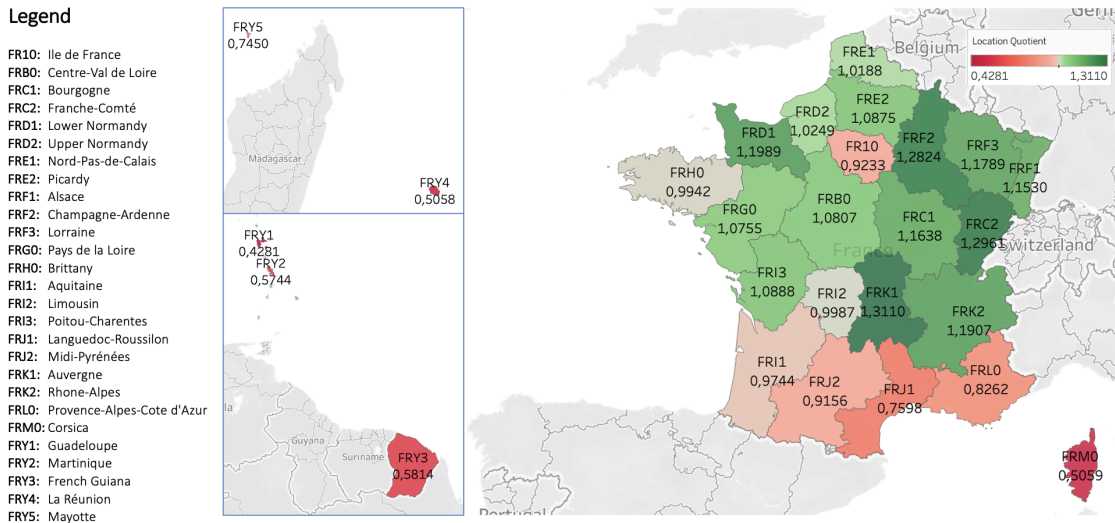 Legend
FR10: Ile de France
FRB0: Centre-Val de Loire
FRC1: Bourgogne
FRC2: Franche-Comté
FRD1: Lower Normandy
FRD2: Upper Normandy
FRE1: Nord-Pas-de-Calais
FRE2: Picardy
FRF1: Alsace
FRF2: Champagne-Ardenne
FRF3: Lorraine
FRG0: Pays de la Loire
FRH0: Brittany
FRI1: Aquitaine
FRI2: Limousin
FRI3: Poitou-Charentes
FRJ1: Languedoc-Roussilon
FRJ2: Midi-Pyrénées
FRK1: Auvergne
FRK2: Rhone-Alpes
FRL0: Provence-Alpes-Cote d'Azur
FRM0: Corsica
FRY1: Guadeloupe
FRY2: Martinique
FRY3: French Guiana
FRY4: La Réunion
FRY5: Mayotte
FRY5
0,7450
Madagascar
FRY4
0,5058
FRY1
0,4281
FRY2
0,5744
la
Guyana
Suriname
FRY3
0,5814
Germ
Belgium
Location Quotient
0,4281 1,3110
FRE1
1,0188
FRE2
1,0875
FRD2
1,0249
FRD1
1,1989
FR10
0,9233
FRF2
1,2824
FRF3
1,1789
FRF1
1,1530
FRH0
0,9942
FRG0
1,0755
FRB0
1,0807
FRC1
1,1638
FRC2
1,2961
Switzerland
France
FRI3
1,0888
FRI2
0,9987
FRK1
1,3110
FRK2
1,1907
FRI1
0,9744
FRJ2
0,9156
FRJ1
0,7598
FRL0
0,8262
FRM0
0,5059
Portugal